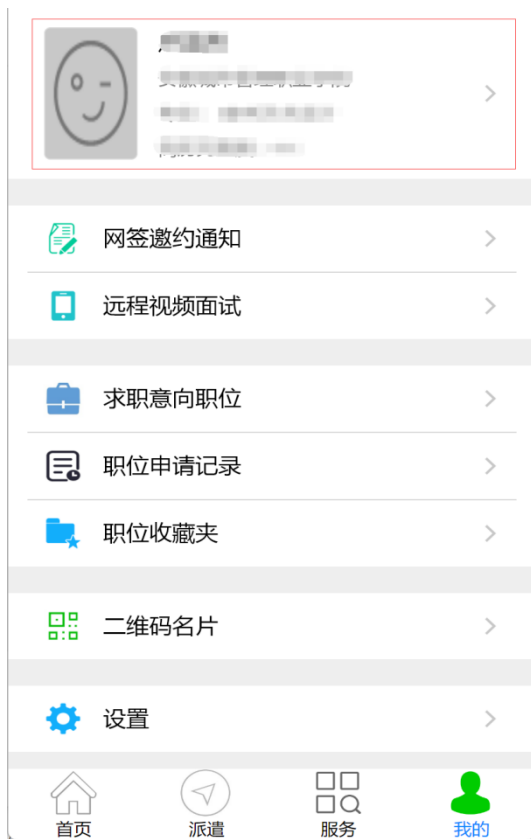 网签邀约通知
远程视频面试
求职意向职位
职位申请记录
职位收藏夹
二维码名片
设置
首页
派遣
服务
我的